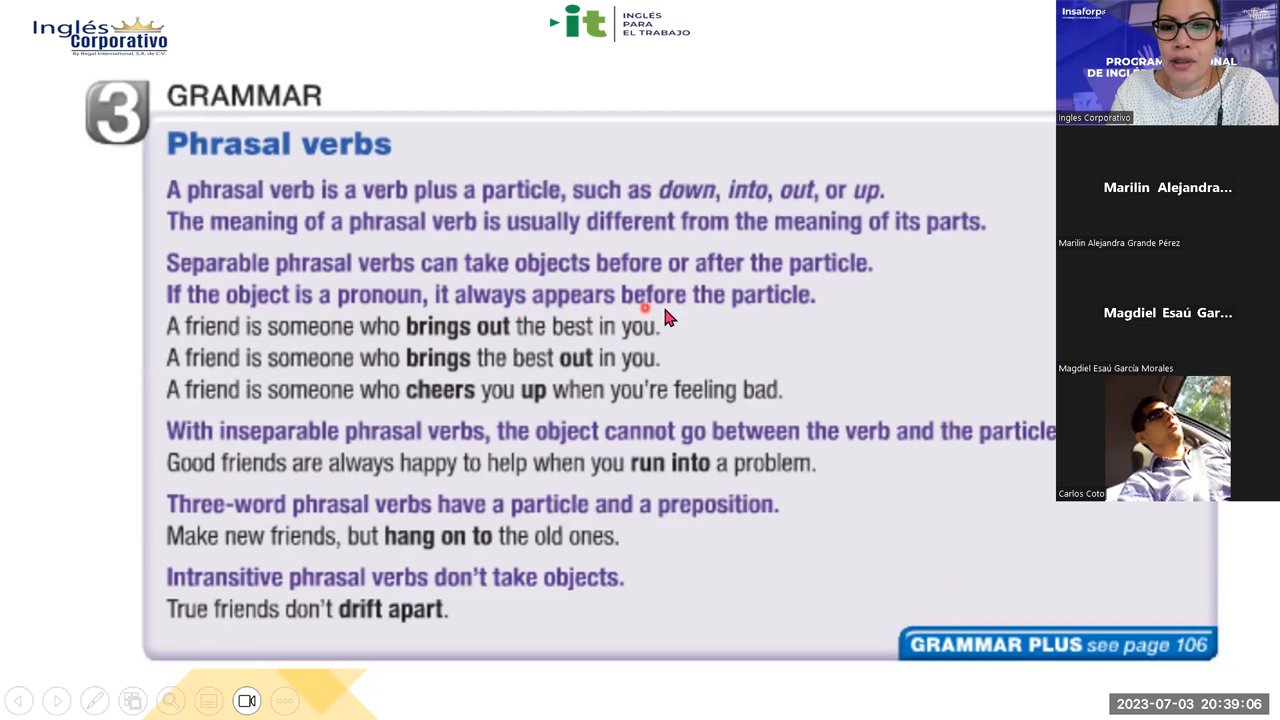 Inglés
Corporativo
By Regal International, S.A. de C.V.
it
INGLÉS
PARA
EL TRABAJO
Insaforp
PROGRAM
ONAL
DE INGL
Ingles Corporativo
3
GRAMMAR
Phrasal verbs
A phrasal verb is a verb plus a particle, such as down, into, out, or up.
The meaning of a phrasal verb is usually different from the meaning of its parts.
Separable phrasal verbs can take objects before or after the particle.
If the object is a pronoun, it always appears before the particle.
A friend is someone who brings out the best in you.
A friend is someone who brings the best out in you.
A friend is someone who cheers you up when you're feeling bad.
With inseparable phrasal verbs, the object cannot go between the verb and the particle
Good friends are always happy to help when you run into a problem.
Three-word phrasal verbs have a particle and a preposition.
Make new friends, but hang on to the old ones.
Intransitive phrasal verbs don't take objects.
True friends don't drift apart.
GRAMMAR PLUS see page 106
Marilin Alejandra...
Marilin Alejandra Grande Pérez
Magdiel Esaú Gar...
Magdiel Esaú García Morales
Carlos Coto
2023-07-03 20:39:06